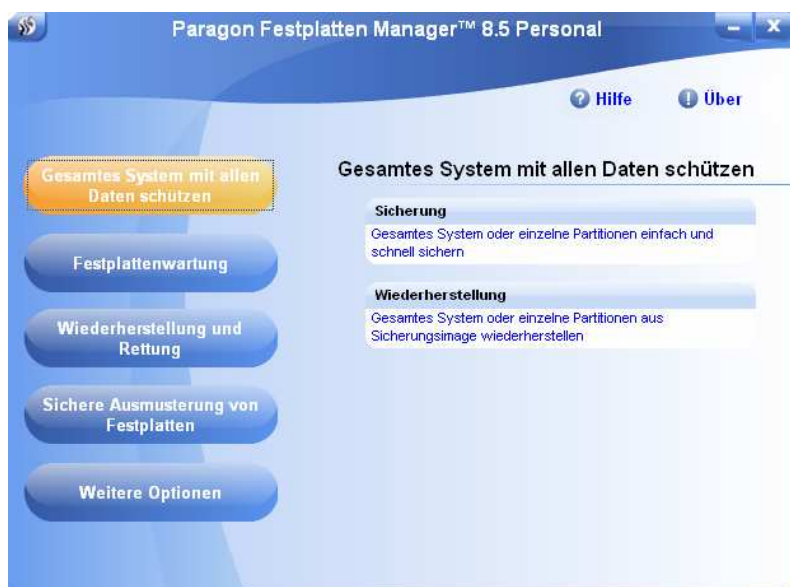 Paragon Festplatten Manager™ 8.5 Personal
Hilfe
Über
Gesamtes System mit allen
Daten schützen
Festplattenwartung
Wiederherstellung und
Rettung
Sichere Ausmusterung von
Festplatten
Weitere Optionen
Gesamtes System mit allen Daten schützen
Sicherung
Gesamtes System oder einzelne Partitionen einfach und
schnell sichern
Wiederherstellung
Gesamtes System oder einzelne Partitionen aus
Sicherungsimage wiederherstellen